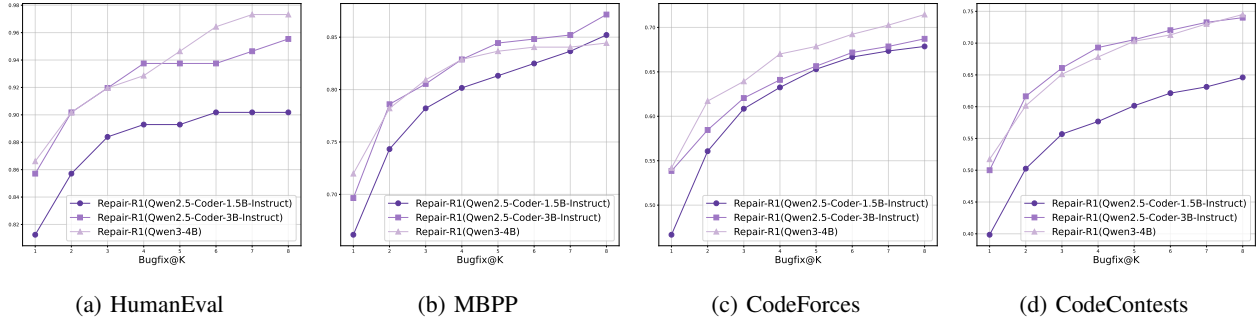 0.98
0.96
0.94
0.92
0.90
0.88
0.86
0.84
0.82
1 2 3 4 5 6 7 8
Bugfix@K
Repair-R1(Qwen2.5-Coder-1.5B-Instruct)
Repair-R1(Qwen2.5-Coder-3B-Instruct)
Repair-R1(Qwen3-4B)
(a) HumanEval
0.85
0.80
0.75
0.70
1 2 3 4 5 6 7 8
Bugfix@K
Repair-R1(Qwen2.5-Coder-1.5B-Instruct)
Repair-R1(Qwen2.5-Coder-3B-Instruct)
Repair-R1(Qwen3-4B)
(b) MBPP
0.70
0.65
0.60
0.55
0.50
1 2 3 4 5 6 7 8
Bugfix@K
Repair-R1(Qwen2.5-Coder-1.5B-Instruct)
Repair-R1(Qwen2.5-Coder-3B-Instruct)
Repair-R1(Qwen3-4B)
(c) CodeForces
0.75
0.70
0.65
0.60
0.55
0.50
0.45
0.40
1 2 3 4 5 6 7 8
Bugfix@K
Repair-R1(Qwen2.5-Coder-1.5B-Instruct)
Repair-R1(Qwen2.5-Coder-3B-Instruct)
Repair-R1(Qwen3-4B)
(d) CodeContests